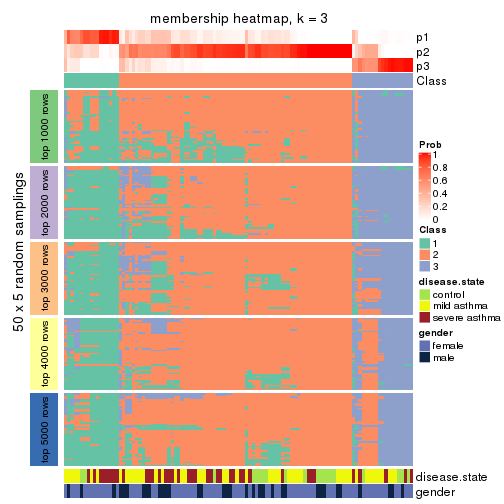 membership heatmap, k = 3
p1
p2
p3
Class
50 x 5 random samplings
top 1000 rows
top 2000 rows
top 3000 rows
top 4000 rows
top 5000 rows
Prob
1
0.8
0.6
0.4
0.2
0
Class
1
2
3
disease.state
control
mild asthma
severe asthma
gender
female
male
disease.state
gender